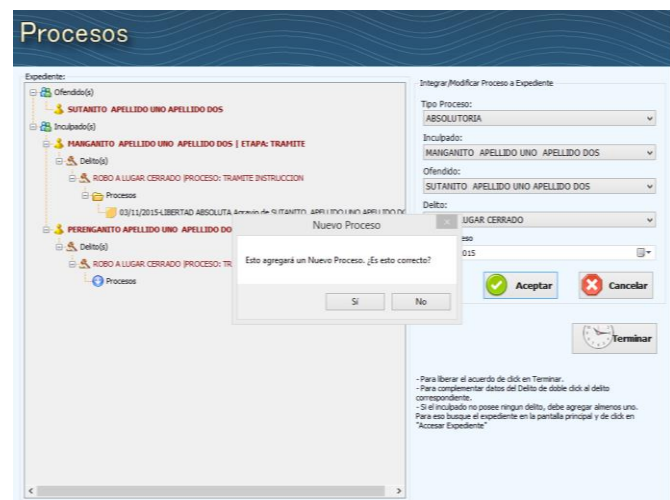 Procesos
Expediente:
Ofendido(s)
SUTANITO APELLIDO UNO APELLIDO DOS
Inculpado(s)
MANGANITO APELLIDO UNO APELLIDO DOS | ETAPA: TRAMITE
Delito(s)
ROBO A LUGAR CERRADO |PROCESO: TRAMITE INSTRUCCION
Procesos
03/11/2015-LIBERTAD ABSOLUTA Agravio de SUTANITO APELLIDO UNO APELLIDO DO
PERENGANITO APELLIDO UNO APELLIDO DO
Delito(s)
ROBO A LUGAR CERRADO |PROCESO: TR
Procesos
Integrar/Modificar Proceso a Expediente
Tipo Proceso:
ABSOLUTORIA
Inculpado:
MANGANITO APELLIDO UNO APELLIDO DOS
Ofendido:
SUTANITO APELLIDO UNO APELLIDO DOS
Delito:
LUGAR CERRADO
eso
2015
Nuevo Proceso
Esto agregará un Nuevo Proceso. ¿Es esto correcto?
Sí No
Aceptar Cancelar
Terminar
- Para liberar el acuerdo de click en Terminar.
- Para complementar datos del Delito de doble click al delito
correspondiente.
- Si el inculpado no posee ningun delito, debe agregar almenos uno.
Para eso busque el expediente en la pantalla principal y de click en
"Accesar Expediente"